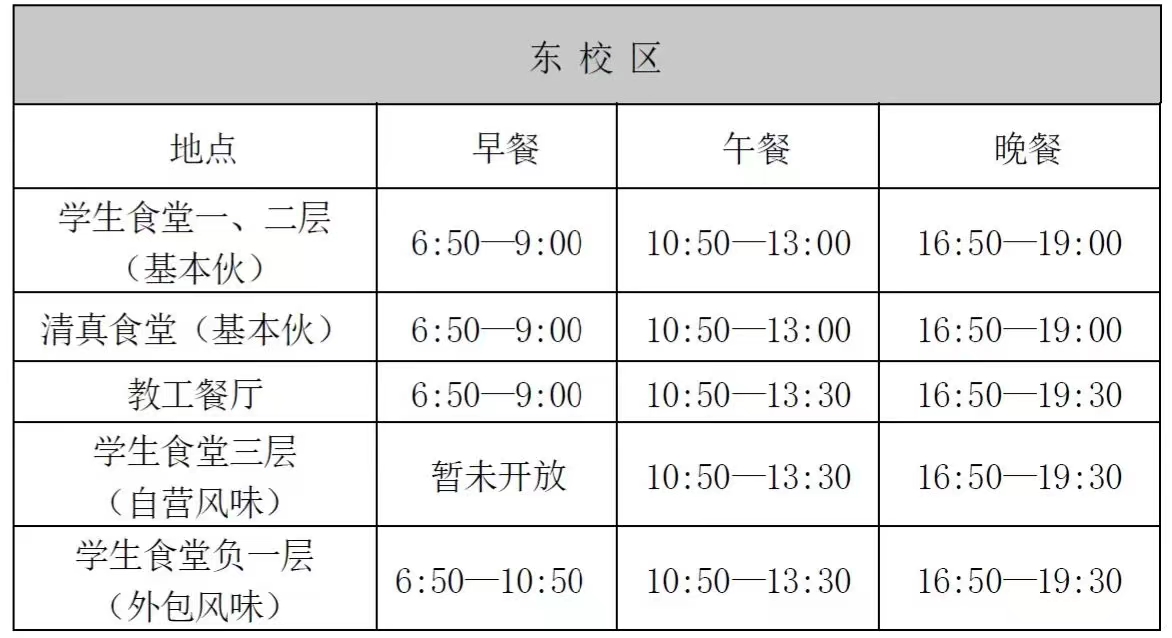 东 校 区
地点 早餐 午餐 晚餐
学生食堂一、二层
（基本伙） 6:50—9:00 10:50—13:00 16:50—19:00
清真食堂（基本伙） 6:50—9:00 10:50—13:00 16:50—19:00
教工餐厅 6:50—9:00 10:50—13:30 16:50—19:30
学生食堂三层
（自营风味） 暂未开放 10:50—13:30 16:50—19:30
学生食堂负一层
（外包风味） 6:50—10:50 10:50—13:30 16:50—19:30